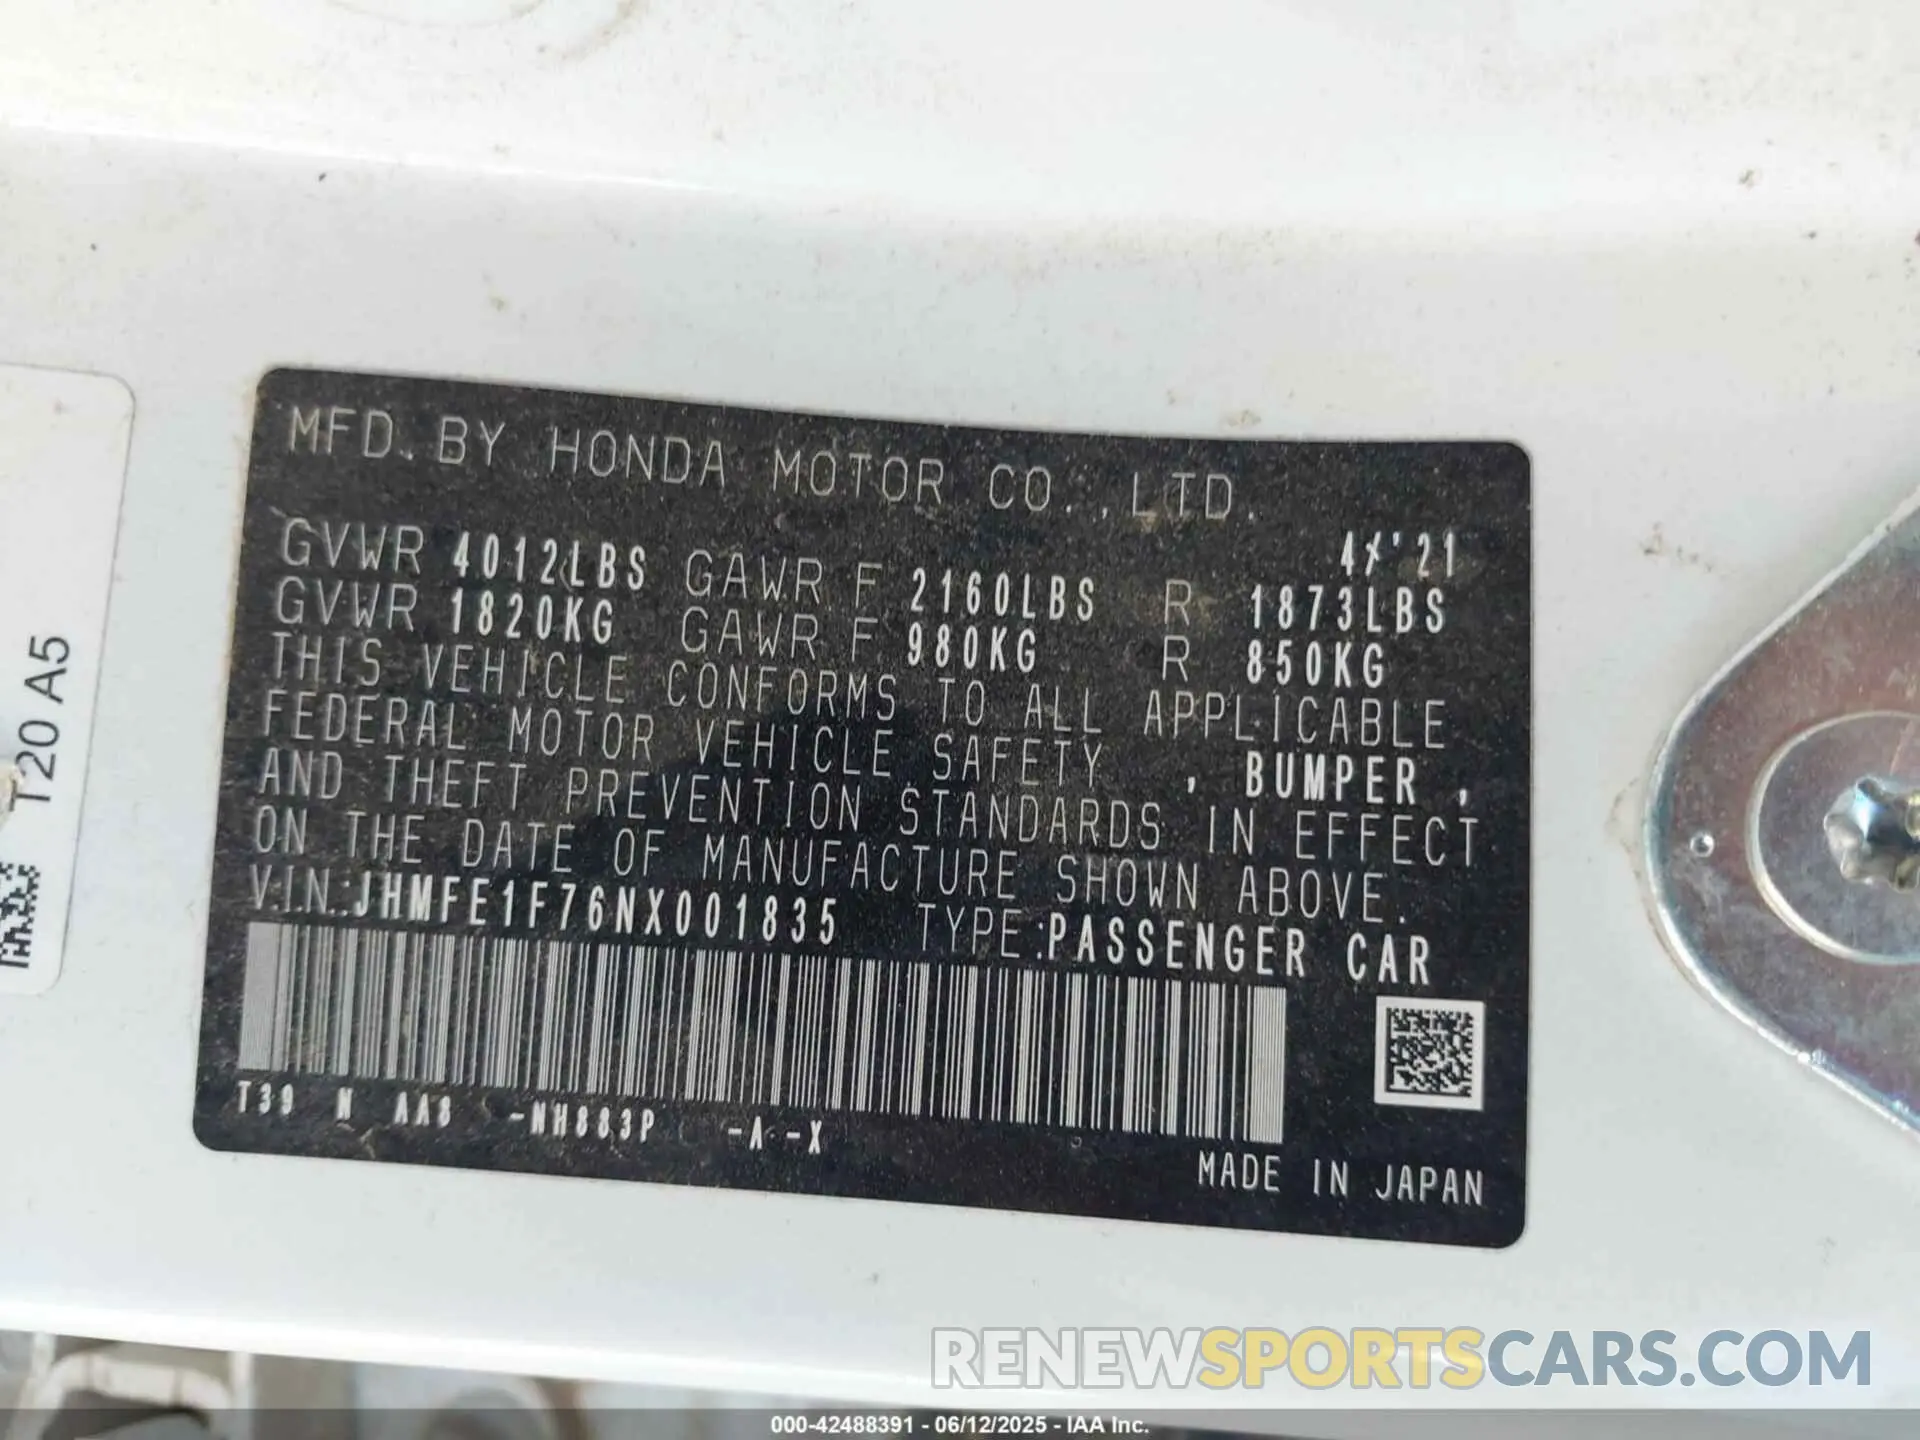 MFD. BY HONDA MOTOR CO., LTD.
4/'21
GVWR 4012LBS GAWR F 2160LBS R 1873LBS
GVWR 1820KG GAWR F 980KG R 850KG
THIS VEHICLE CONFORMS TO ALL APPLICABLE
FEDERAL MOTOR VEHICLE SAFETY , BUMPER ,
AND THEFT PREVENTION STANDARDS IN EFFECT
ON THE DATE OF MANUFACTURE SHOWN ABOVE.
V.I.N.:JHMFE1F76NX001835 TYPE:PASSENGER CAR
T39 N AA8 -NH883P -A -X
MADE IN JAPAN
T20 A5
RENEWSPORTSCARS.COM
000-42488391 - 06/12/2025 - IAA Inc.